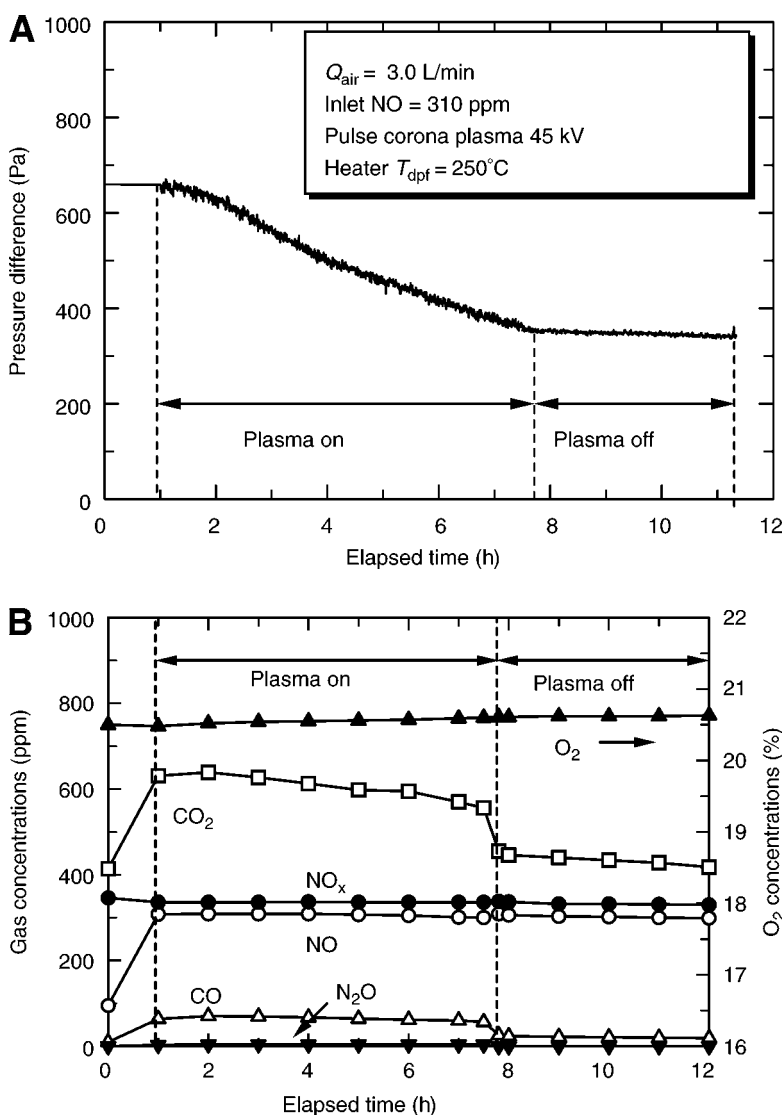 A
1000
800
600
400
200
0
Pressure difference (Pa)
Q_air = 3.0 L/min
Inlet NO = 310 ppm
Pulse corona plasma 45 kV
Heater T_dpf = 250°C
Plasma on
Plasma off
0 2 4 6 8 10 12
Elapsed time (h)
B
1000
800
600
400
200
0
Gas concentrations (ppm)
22
21
20
19
18
17
16
O₂ concentrations (%)
Plasma on
Plasma off
O₂
CO₂
NOₓ
NO
CO
N₂O
0 2 4 6 8 10 12
Elapsed time (h)